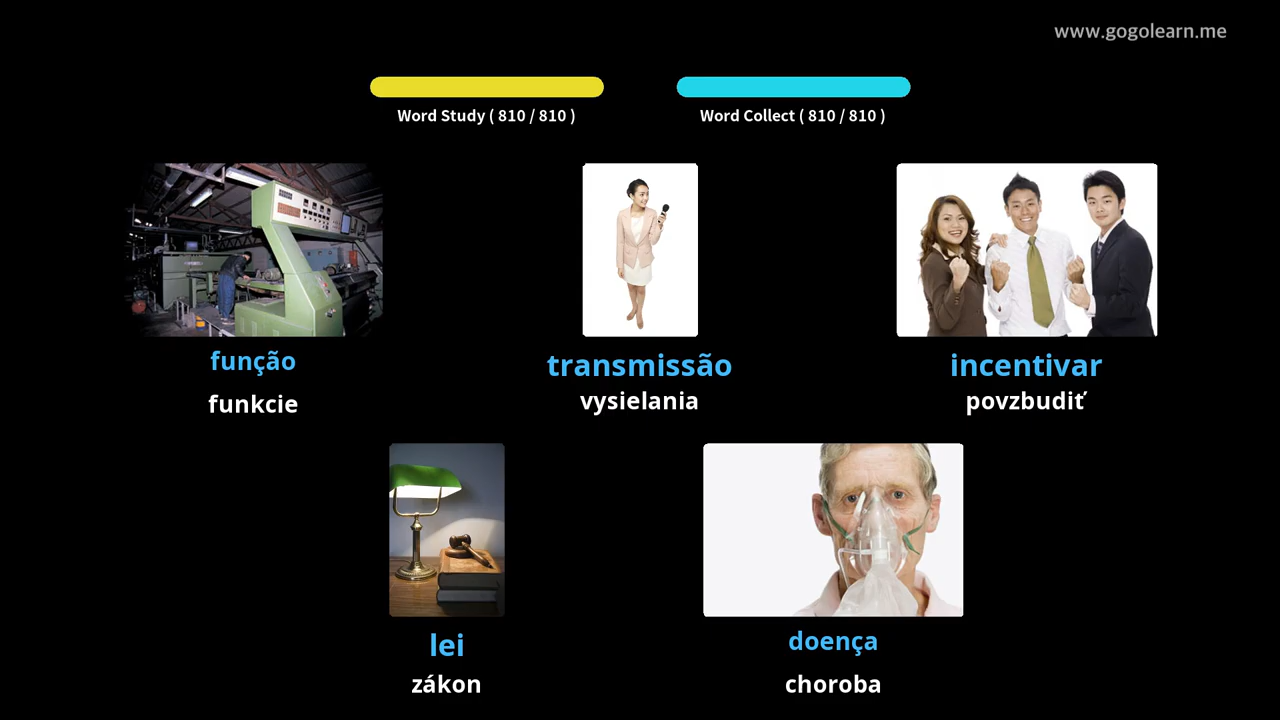 www.gogolearn.me
Word Study ( 810 / 810 )
Word Collect ( 810 / 810 )
função
funkcie
transmissão
vysielania
incentivar
povzbudiť
lei
zákon
doença
choroba